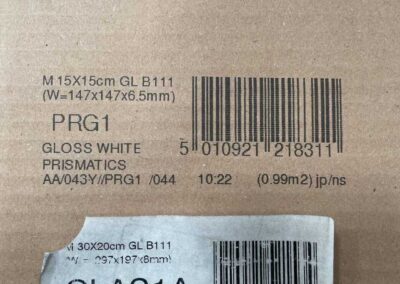 M 15X15cm GL B111
(W=147x147x6.5mm)
PRG1
GLOSS WHITE
PRISMATICS
5 010921 218311
AA/043Y//PRG1 /044 10:22 (0.99m2) jp/ns
M 30X20cm GL B111
(W = 297x197x8mm)